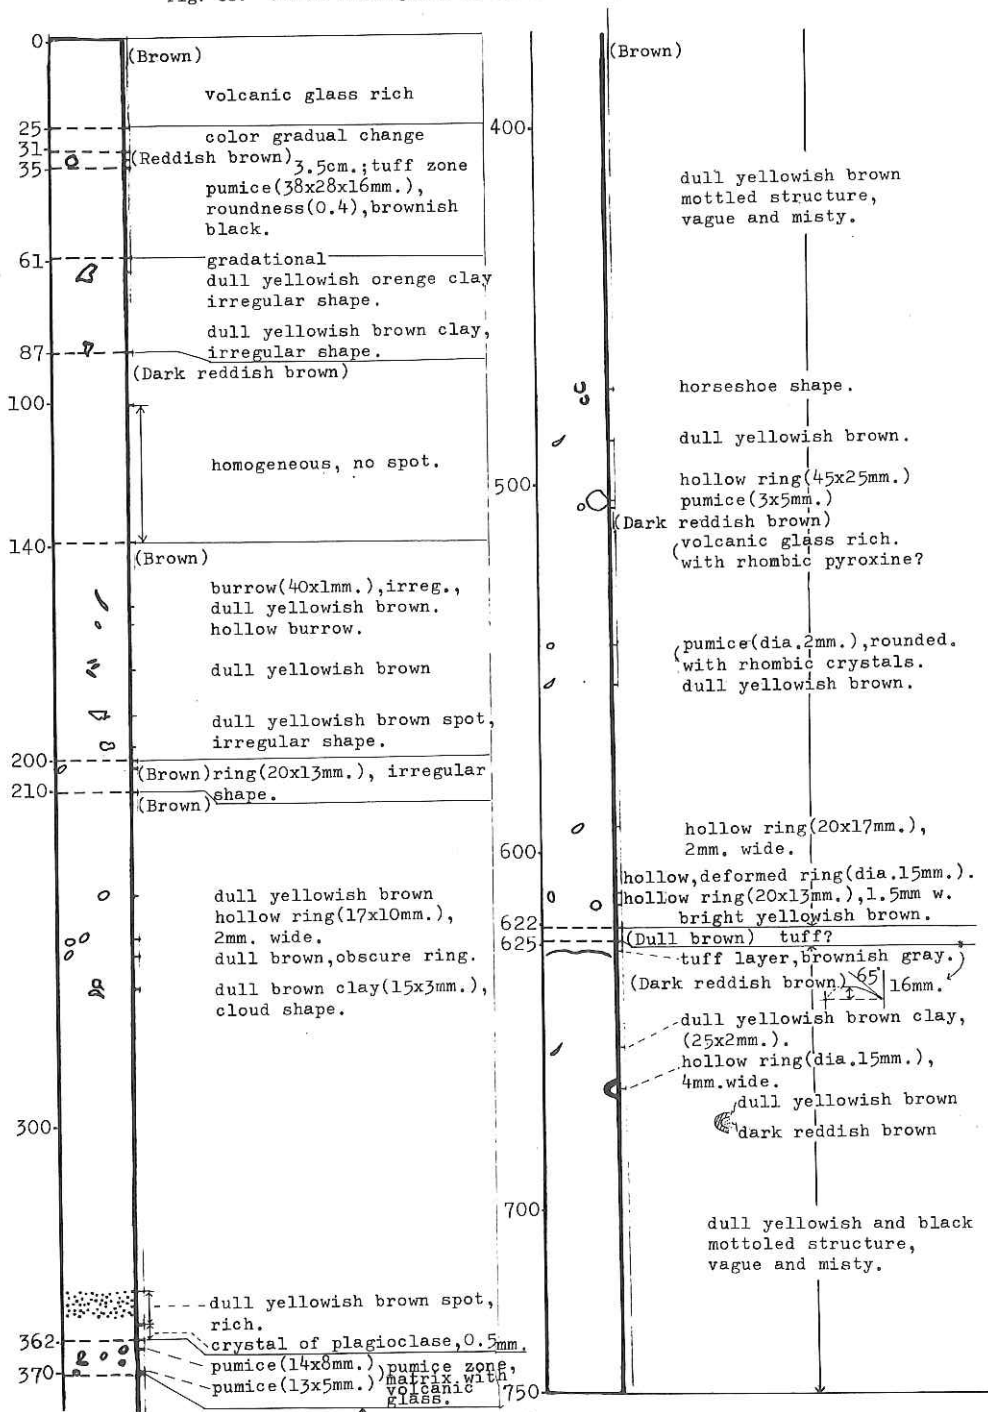 0
(Brown)
Volcanic glass rich
25
color gradual change
31
(Reddish brown) 3.5cm.;tuff zone
35
pumice(38x28x16mm.),
roundness(0.4),brownish
black.
61
gradational
dull yellowish orenge clay
irregular shape.
dull yellowish brown clay,
87
irregular shape.
(Dark reddish brown)
100
homogeneous, no spot.
140
(Brown)
burrow(40x1mm.),irreg.,
dull yellowish brown.
hollow burrow.
dull yellowish brown
dull yellowish brown spot,
irregular shape.
200
(Brown)ring(20x13mm.), irregular
210
shape.
(Brown)
dull yellowish brown
hollow ring(17x10mm.),
2mm. wide.
dull brown,obscure ring.
dull brown clay(15x3mm.),
cloud shape.
300
dull yellowish brown spot,
rich.
362
crystal of plagioclase,0.5mm.
pumice(14x8mm.)
370
pumice(13x5mm.)
pumice zone,
matrix with
volcanic
glass.
(Brown)
400
dull yellowish brown
mottled structure,
vague and misty.
horseshoe shape.
dull yellowish brown.
hollow ring(45x25mm.)
500
pumice(3x5mm.)
(Dark reddish brown)
(volcanic glass rich.
with rhombic pyroxine?
(pumice(dia.2mm.),rounded.
with rhombic crystals.
dull yellowish brown.
hollow ring(20x17mm.),
600
2mm. wide.
hollow,deformed ring(dia.15mm.).
hollow ring(20x13mm.),1.5mm w.
bright yellowish brown.
622
625
(Dull brown) tuff?
tuff layer,brownish gray.
(Dark reddish brown) 65° 16mm.
dull yellowish brown clay,
(25x2mm.).
hollow ring(dia.15mm.),
4mm.wide.
dull yellowish brown
dark reddish brown
700
dull yellowish and black
mottoled structure,
vague and misty.
750